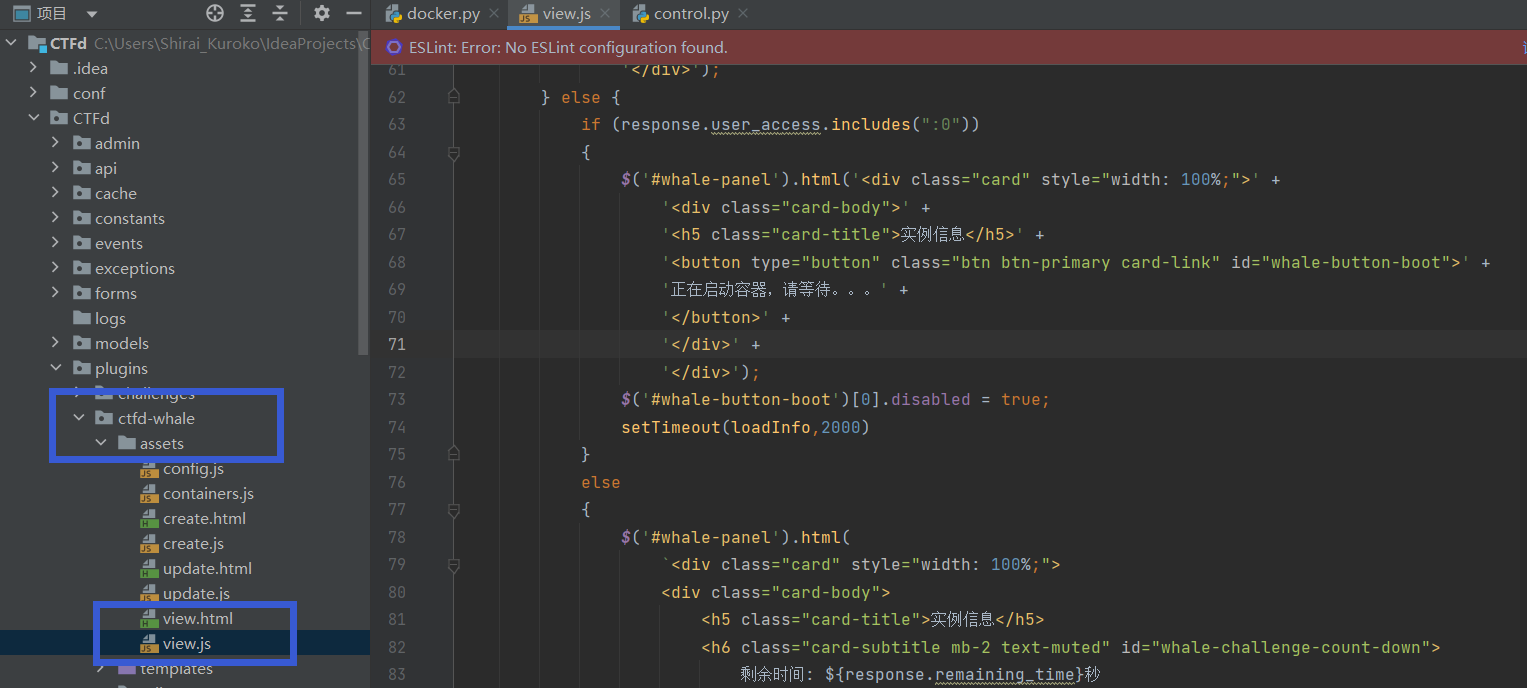 项目
CTFd C:\Users\Shirai_Kuroko\IdeaProjects\C
.idea
conf
CTFd
admin
api
cache
constants
events
exceptions
forms
logs
models
plugins
challenges
ctfd-whale
assets
config.js
containers.js
create.html
create.js
update.html
update.js
view.html
view.js
templates
docker.py
view.js
control.py
ESLint: Error: No ESLint configuration found.
61 '</div>');
62 } else {
63 if (response.user_access.includes(":0"))
64 {
65 $('#whale-panel').html('<div class="card" style="width: 100%;">' +
66 '<div class="card-body">' +
67 '<h5 class="card-title">实例信息</h5>' +
68 '<button type="button" class="btn btn-primary card-link" id="whale-button-boot">' +
69 '正在启动容器，请等待。。。' +
70 '</button>' +
71 '</div>' +
72 '</div>');
73 $('#whale-button-boot')[0].disabled = true;
74 setTimeout(loadInfo,2000)
75 }
76 else
77 {
78 $('#whale-panel').html(
79 `<div class="card" style="width: 100%;">
80 <div class="card-body">
81 <h5 class="card-title">实例信息</h5>
82 <h6 class="card-subtitle mb-2 text-muted" id="whale-challenge-count-down">
83 剩余时间: ${response.remaining_time}秒